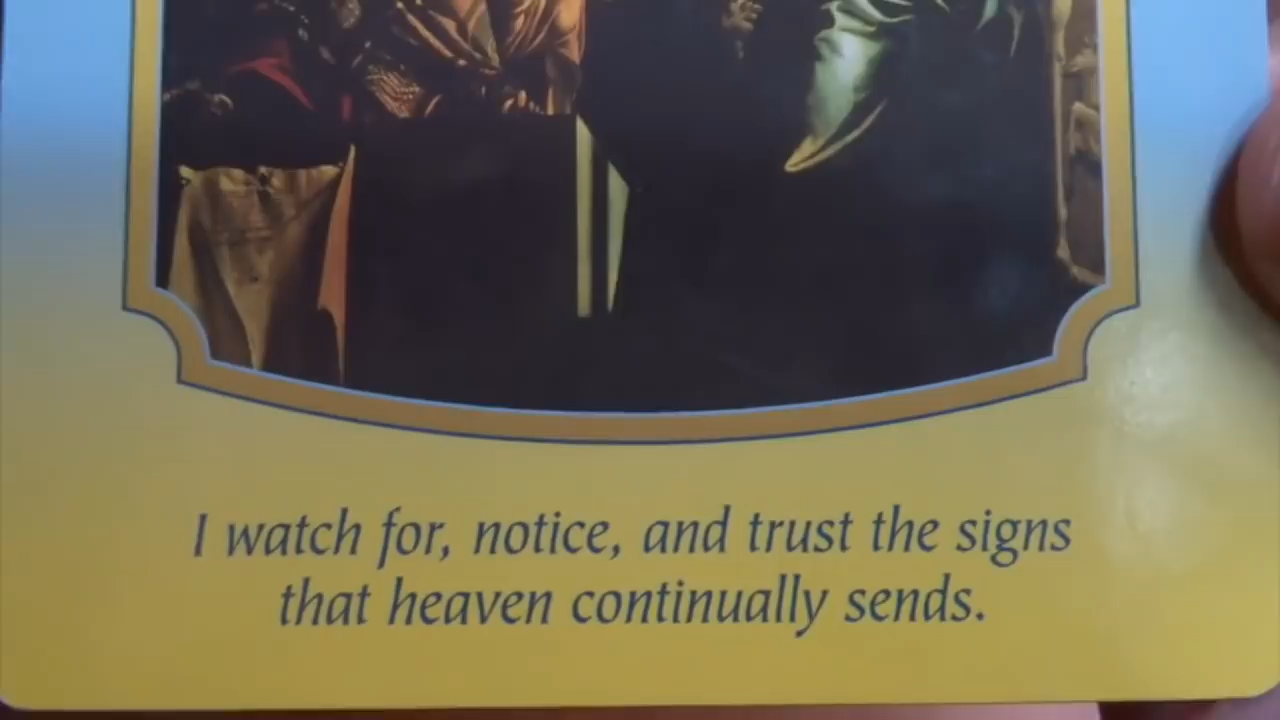 I watch for, notice, and trust the signs
that heaven continually sends.